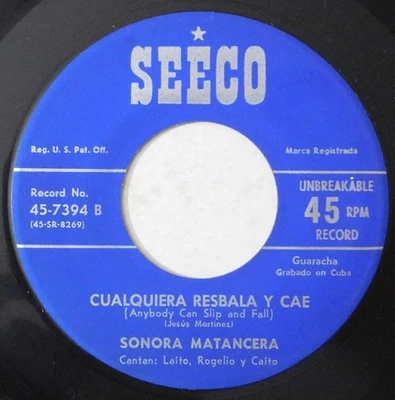 SEECO
Reg. U. S. Pat. Off.
Marca Registrada
Record No.
45-7394 B
(45-SR-8269)
UNBREAKABLE
45 RPM
RECORD
Guaracha
Grabado en Cuba
CUALQUIERA RESBALA Y CAE
(Anybody Can Slip and Fall)
(Jesús Martínez)
SONORA MATANCERA
Cantan: Laíto, Rogelio y Caíto